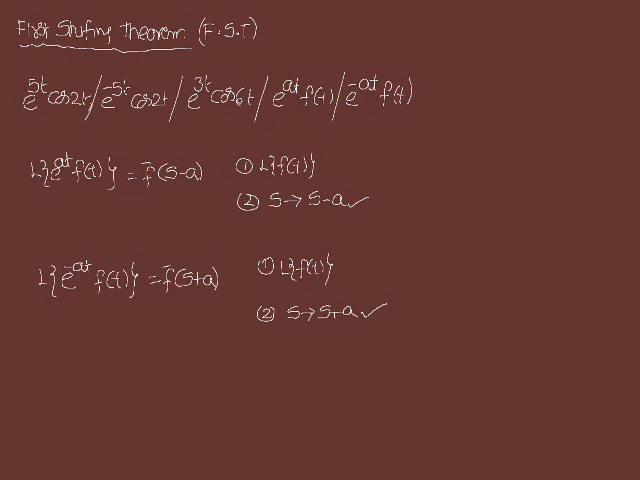 First Shifting Theorem (F.S.T)
e^5t cos2t / e^-5t cos2t / e^3t cos6t / e^at f(t) / e^-at f(t)
L{e^at f(t)} = f̄(s-a) ① L{f(t)}
② s→s-a ✓
L{e^-at f(t)} = f̄(s+a) ① L{f(t)}
② s→s+a ✓